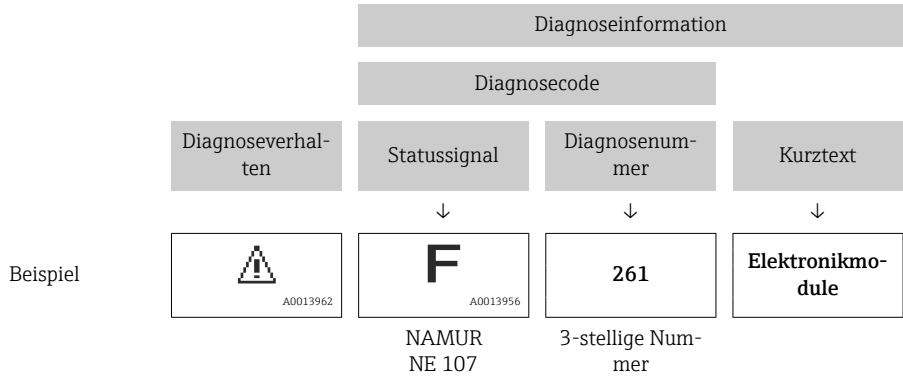 Diagnoseinformation
Diagnosecode
Diagnoseverhal-
ten
Statussignal
Diagnosenum-
mer
Kurztext
↓ ↓ ↓
Beispiel
A0013962
F
A0013956
261
Elektronikmo-
dule
NAMUR
NE 107
3-stellige Num-
mer